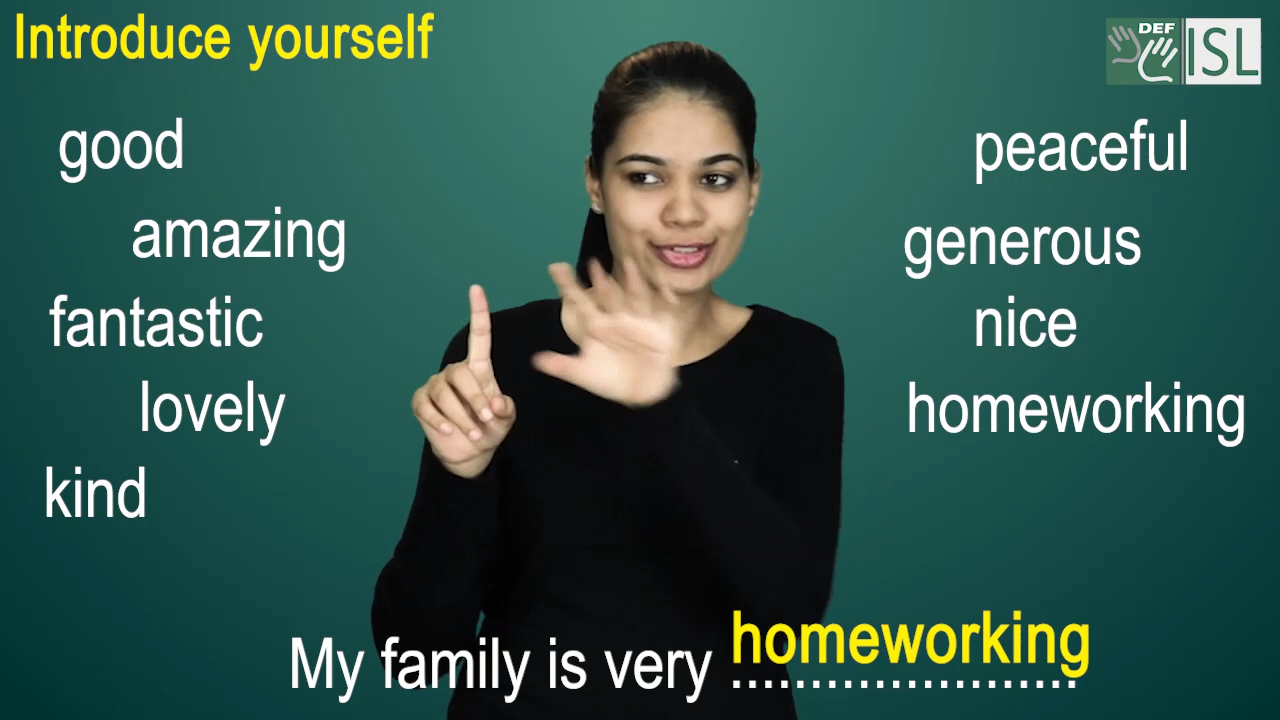 Introduce yourself
DEF
ISL
good
peaceful
amazing
generous
fantastic
nice
lovely
homeworking
kind
My family is very homeworking